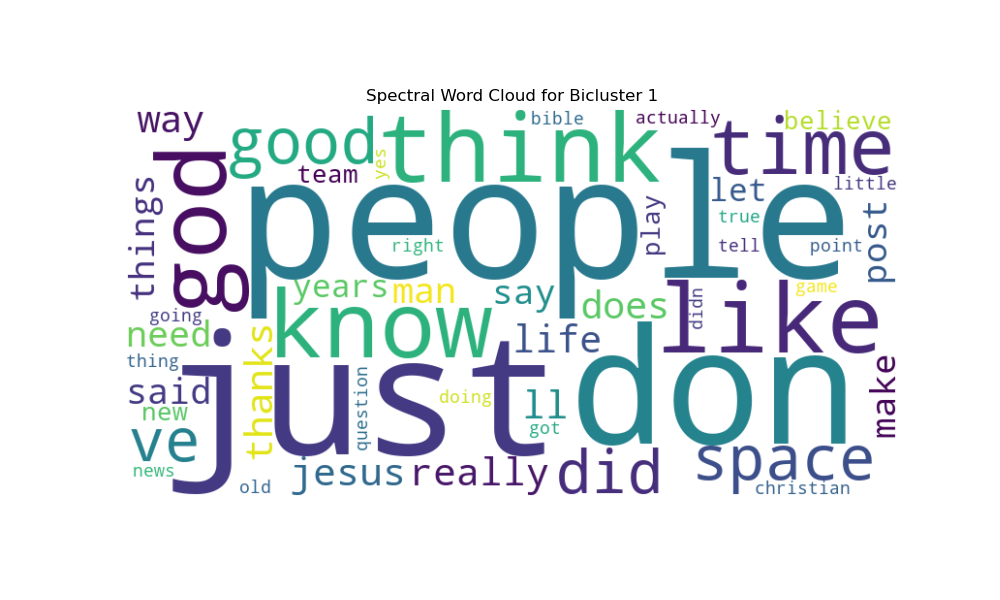 Spectral Word Cloud for Bicluster 1
way
good
think
bible
actually
time
believe
god
yes
team
people
let
little
things
right
play
true
tell
point
post
years
man
say
does
like
didn
game
going
need
know
life
thing
just
don
said
thanks
question
doing
ll
got
make
new
ve
news
old
jesus
really
did
space
christian